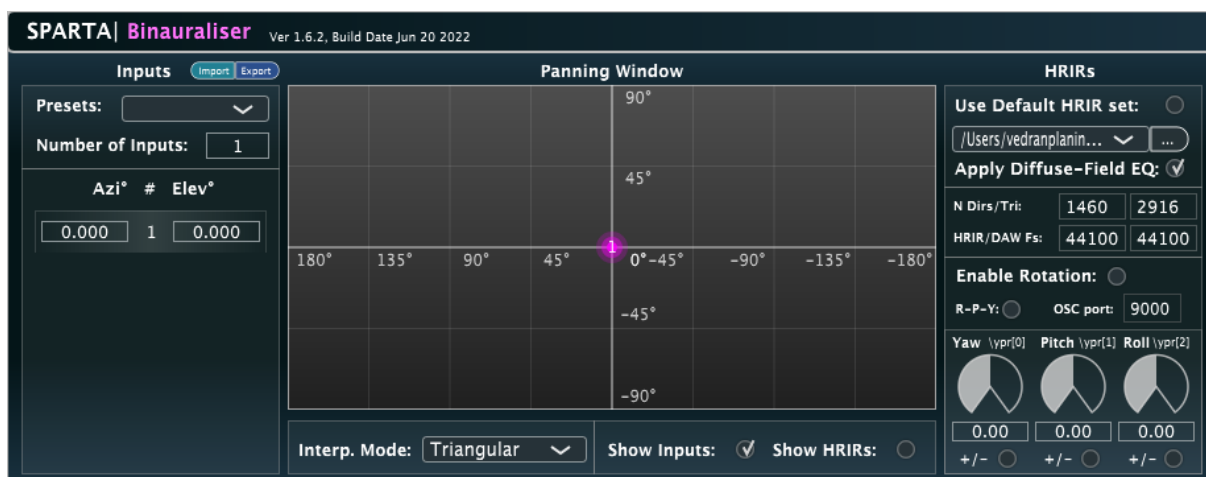 SPARTA| Binauraliser Ver 1.6.2, Build Date Jun 20 2022
Inputs Import Export
Presets:
Number of Inputs: 1
Azi° # Elev°
0.000 1 0.000
Panning Window
90°
45°
1
180° 135° 90° 45° 0° -45° -90° -135° -180°
-45°
-90°
Interp. Mode: Triangular
Show Inputs: Show HRIRs:
HRIRs
Use Default HRIR set:
/Users/vedranplanin... ...
Apply Diffuse-Field EQ:
N Dirs/Tri: 1460 2916
HRIR/DAW Fs: 44100 44100
Enable Rotation:
R-P-Y: OSC port: 9000
Yaw \ypr[0] Pitch \ypr[1] Roll \ypr[2]
0.00 0.00 0.00
+/- +/- +/-